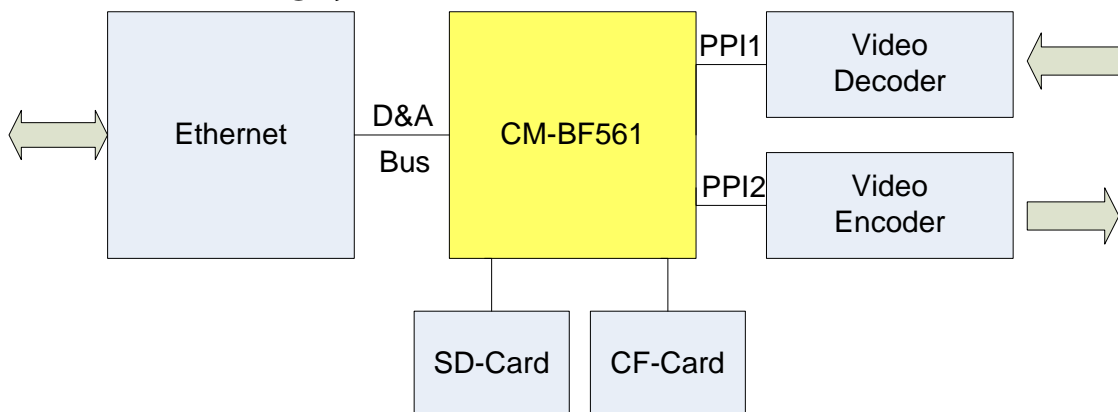 PPI1
Video
Decoder
D&A
Ethernet
CM-BF561
Bus
PPI2
Video
Encoder
SD-Card
CF-Card